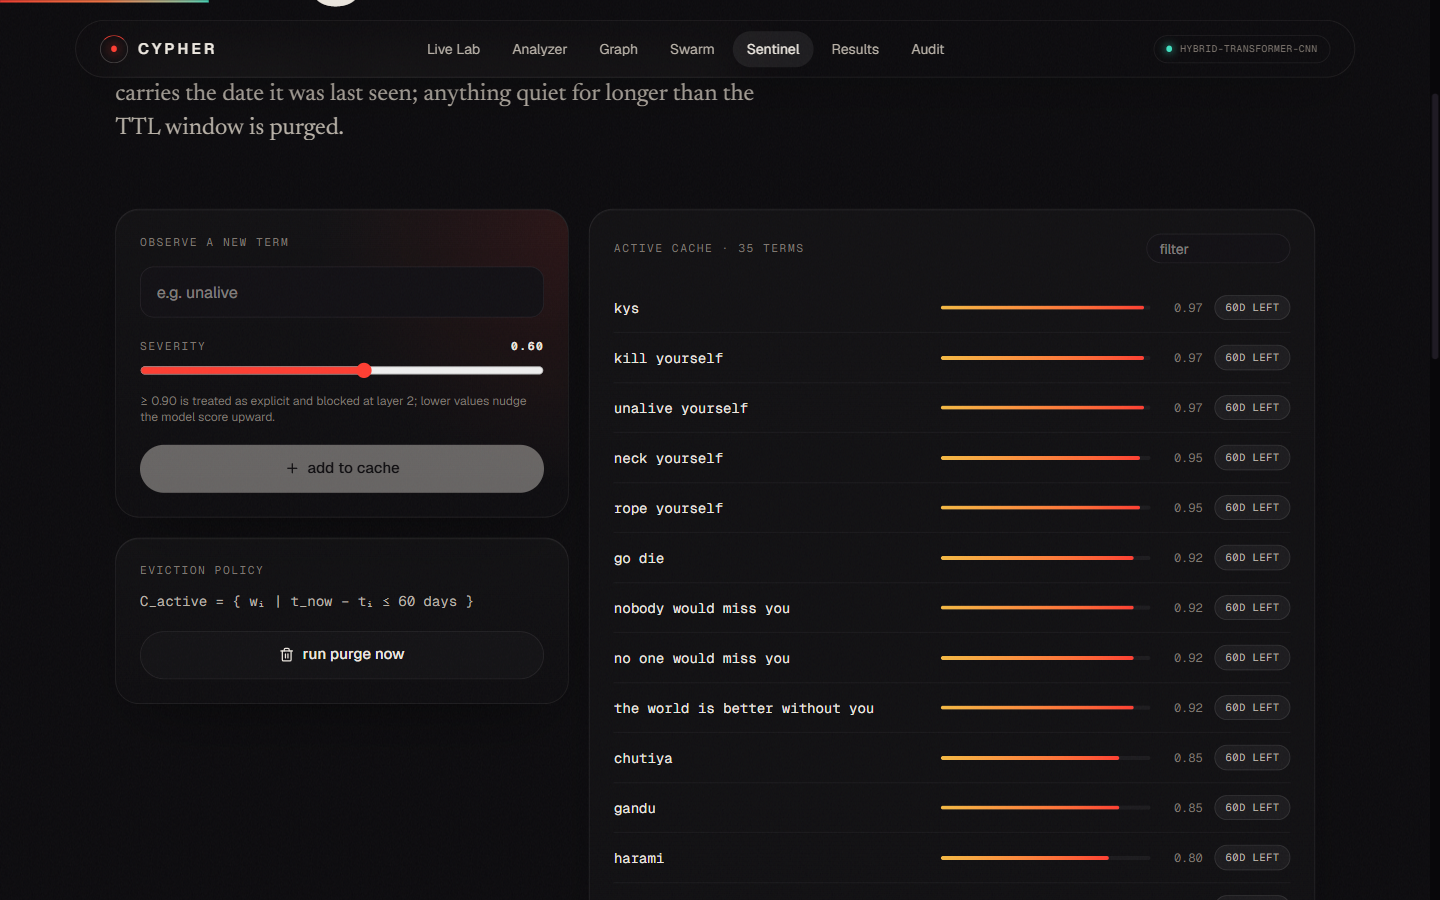 CYPHER
Live Lab Analyzer Graph Swarm Sentinel Results Audit
HYBRID-TRANSFORMER-CNN
carries the date it was last seen; anything quiet for longer than the
TTL window is purged.
OBSERVE A NEW TERM
e.g. unalive
SEVERITY 0.60
≥ 0.90 is treated as explicit and blocked at layer 2; lower values nudge
the model score upward.
+ add to cache
EVICTION POLICY
C_active = { wᵢ | t_now − tᵢ ≤ 60 days }
run purge now
ACTIVE CACHE · 35 TERMS filter
kys 0.97 60D LEFT
kill yourself 0.97 60D LEFT
unalive yourself 0.97 60D LEFT
neck yourself 0.95 60D LEFT
rope yourself 0.95 60D LEFT
go die 0.92 60D LEFT
nobody would miss you 0.92 60D LEFT
no one would miss you 0.92 60D LEFT
the world is better without you 0.92 60D LEFT
chutiya 0.85 60D LEFT
gandu 0.85 60D LEFT
harami 0.80 60D LEFT